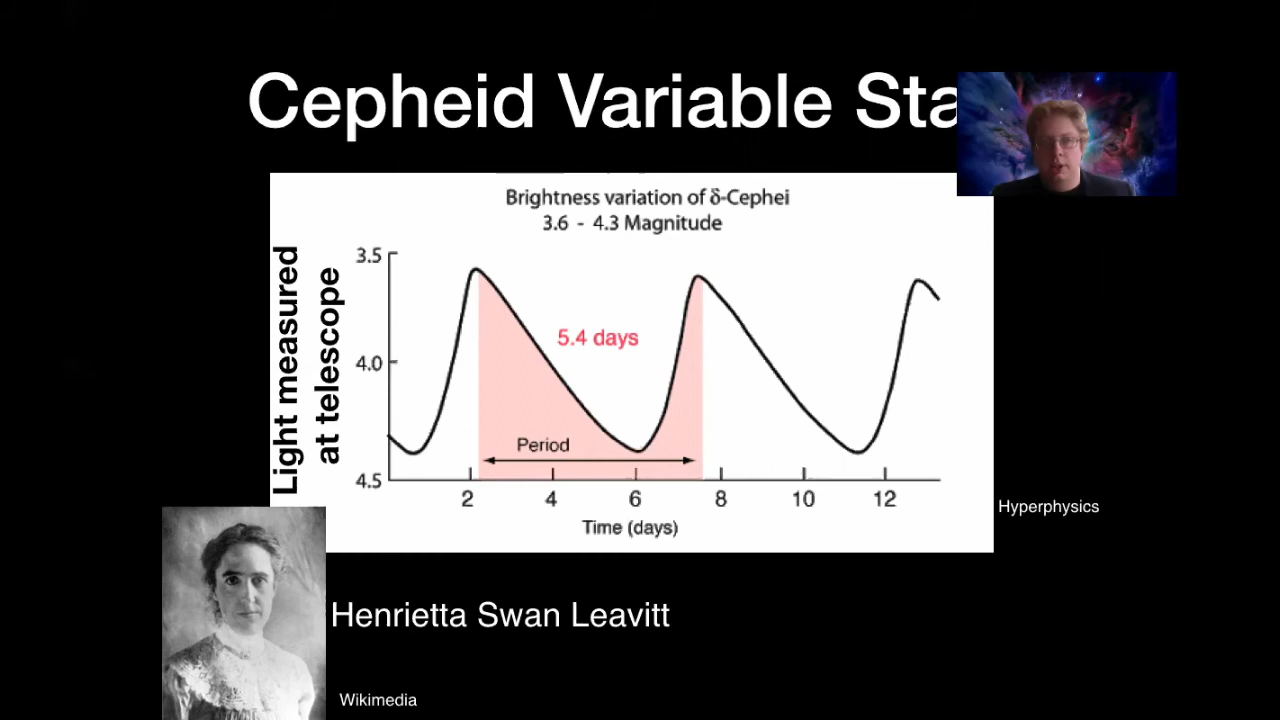 Cepheid Variable Sta
Brightness variation of δ-Cephei
3.6 - 4.3 Magnitude
Light measured
at telescope
3.5
4.0
4.5
5.4 days
Period
2 4 6 8 10 12
Time (days)
Hyperphysics
Henrietta Swan Leavitt
Wikimedia